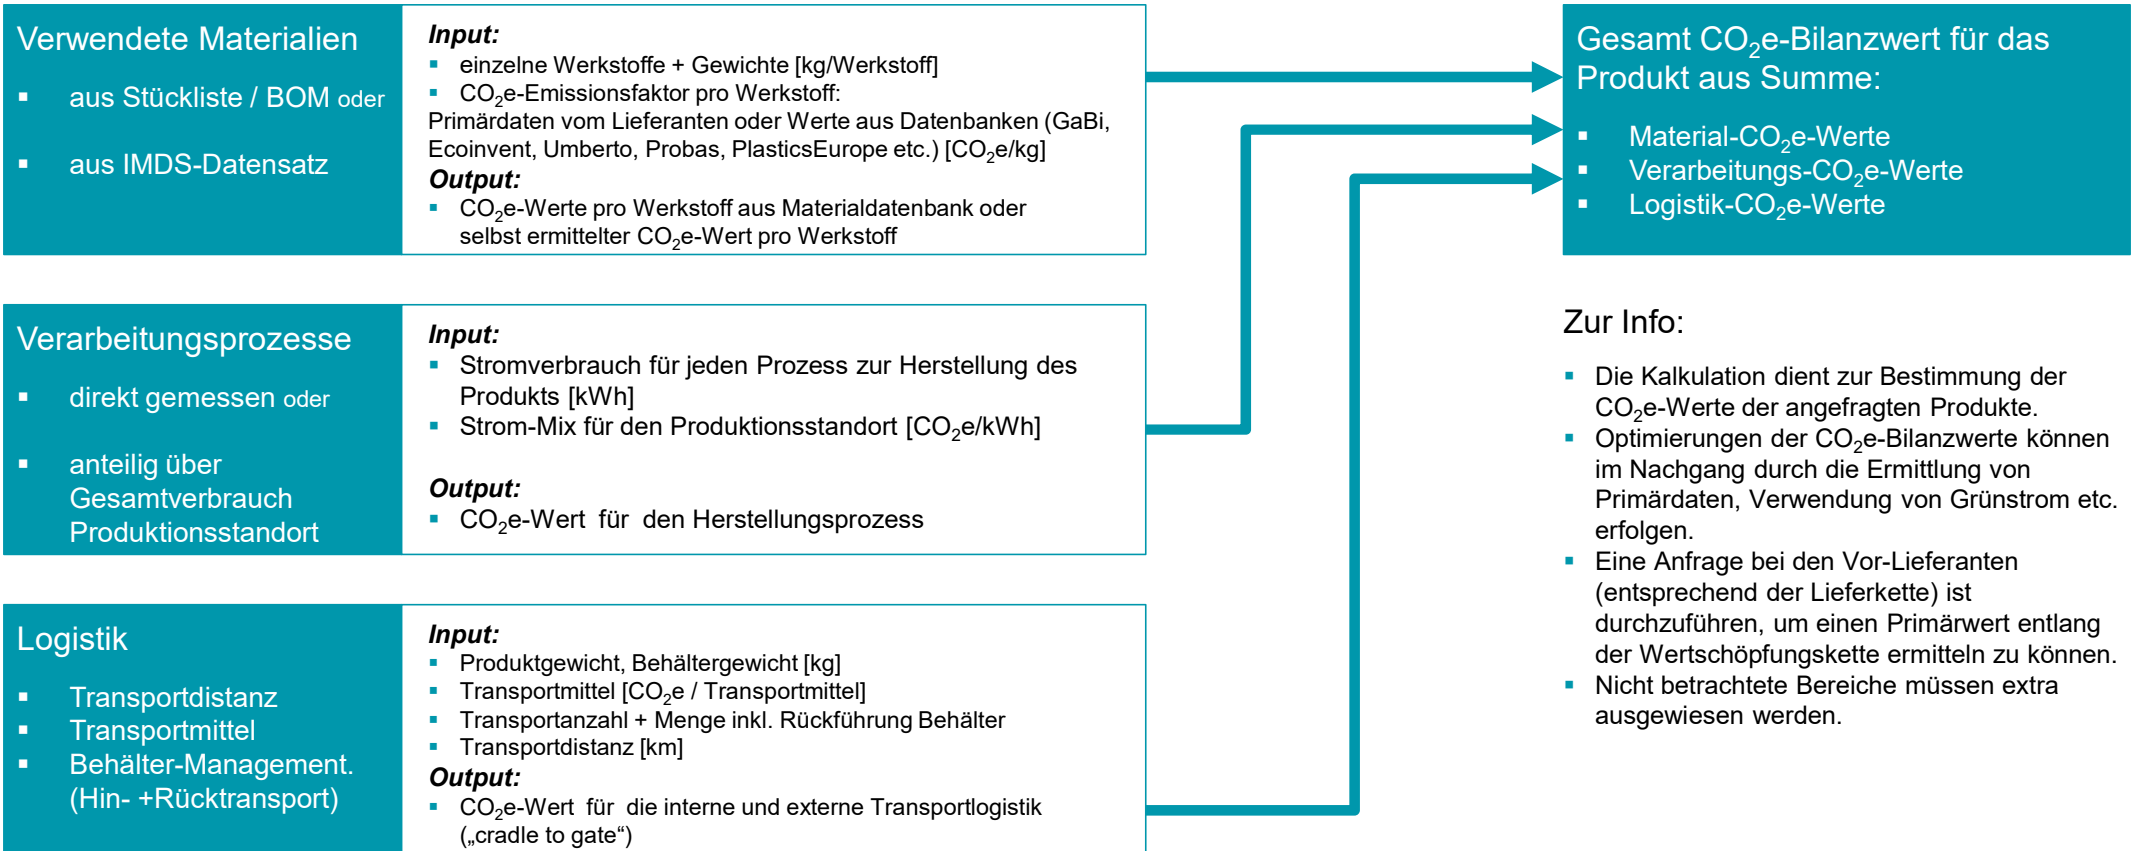 Verwendete Materialien
▪ aus Stückliste / BOM oder
▪ aus IMDS-Datensatz
Input:
▪ einzelne Werkstoffe + Gewichte [kg/Werkstoff]
▪ CO₂e-Emissionsfaktor pro Werkstoff:
Primärdaten vom Lieferanten oder Werte aus Datenbanken (GaBi,
Ecoinvent, Umberto, Probas, PlasticsEurope etc.) [CO₂e/kg]
Output:
▪ CO₂e-Werte pro Werkstoff aus Materialdatenbank oder
selbst ermittelter CO₂e-Wert pro Werkstoff
Verarbeitungsprozesse
▪ direkt gemessen oder
▪ anteilig über
Gesamtverbrauch
Produktionsstandort
Input:
▪ Stromverbrauch für jeden Prozess zur Herstellung des
Produkts [kWh]
▪ Strom-Mix für den Produktionsstandort [CO₂e/kWh]
Output:
▪ CO₂e-Wert für den Herstellungsprozess
Logistik
▪ Transportdistanz
▪ Transportmittel
▪ Behälter-Management.
(Hin- +Rücktransport)
Input:
▪ Produktgewicht, Behältergewicht [kg]
▪ Transportmittel [CO₂e / Transportmittel]
▪ Transportanzahl + Menge inkl. Rückführung Behälter
▪ Transportdistanz [km]
Output:
▪ CO₂e-Wert für die interne und externe Transportlogistik
(„cradle to gate“)
Gesamt CO₂e-Bilanzwert für das
Produkt aus Summe:
▪ Material-CO₂e-Werte
▪ Verarbeitungs-CO₂e-Werte
▪ Logistik-CO₂e-Werte
Zur Info:
▪ Die Kalkulation dient zur Bestimmung der
CO₂e-Werte der angefragten Produkte.
▪ Optimierungen der CO₂e-Bilanzwerte können
im Nachgang durch die Ermittlung von
Primärdaten, Verwendung von Grünstrom etc.
erfolgen.
▪ Eine Anfrage bei den Vor-Lieferanten
(entsprechend der Lieferkette) ist
durchzuführen, um einen Primärwert entlang
der Wertschöpfungskette ermitteln zu können.
▪ Nicht betrachtete Bereiche müssen extra
ausgewiesen werden.